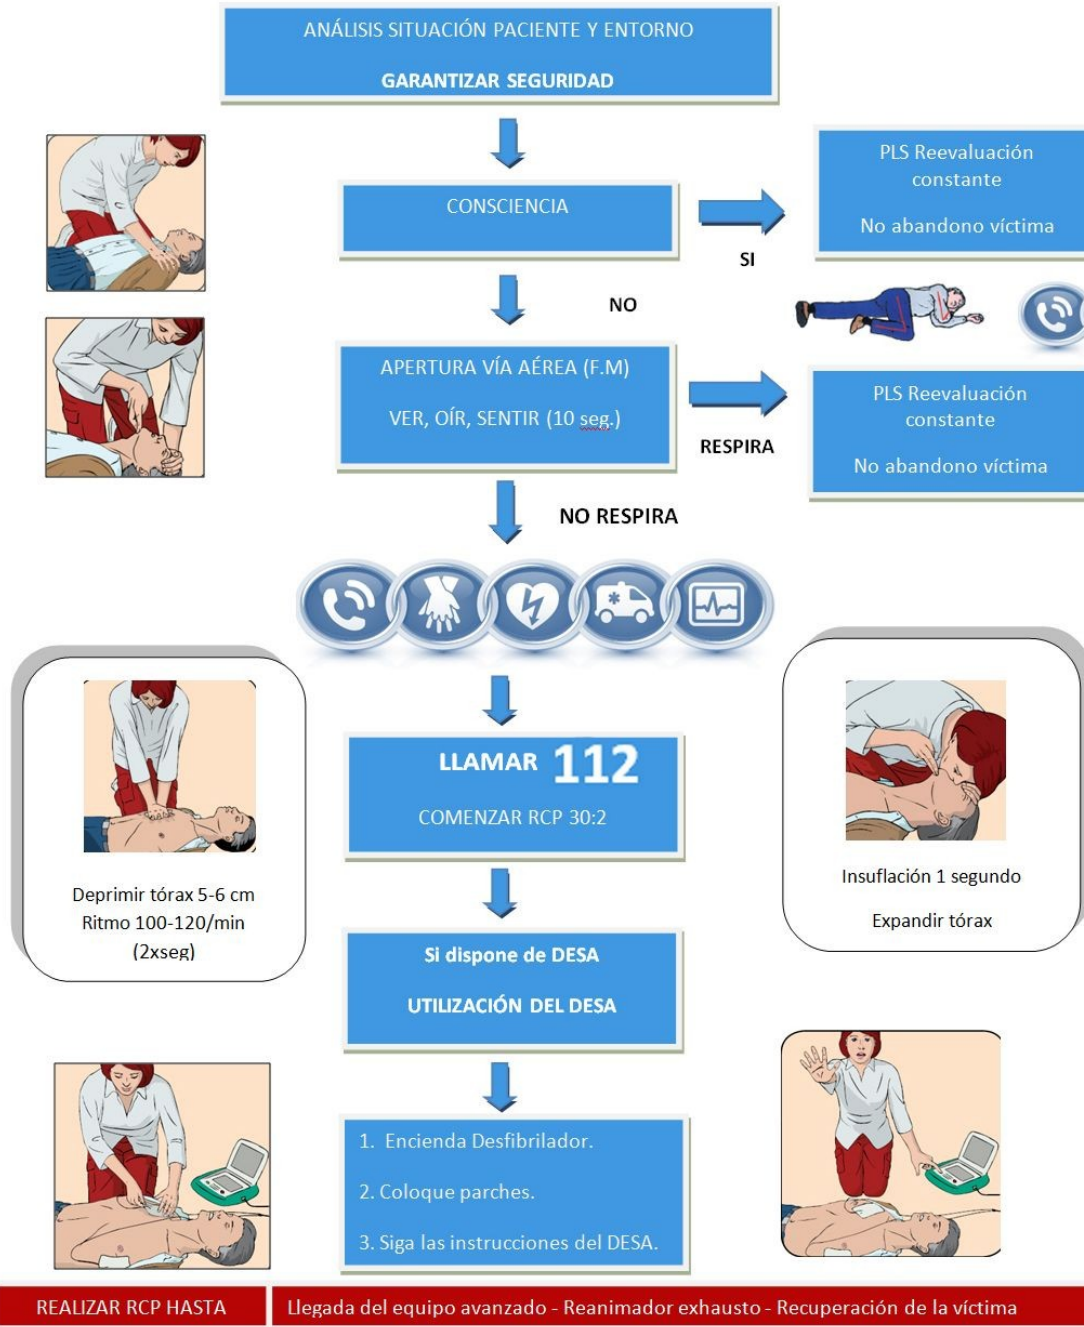 ANÁLISIS SITUACIÓN PACIENTE Y ENTORNO
GARANTIZAR SEGURIDAD
CONSCIENCIA
SI
PLS Reevaluación
constante
No abandono víctima
NO
APERTURA VÍA AÉREA (F.M)
VER, OÍR, SENTIR (10 seg.)
RESPIRA
PLS Reevaluación
constante
No abandono víctima
NO RESPIRA
LLAMAR 112
COMENZAR RCP 30:2
Deprimir tórax 5-6 cm
Ritmo 100-120/min
(2xseg)
Insuflación 1 segundo
Expandir tórax
Si dispone de DESA
UTILIZACIÓN DEL DESA
1. Encienda Desfibrilador.
2. Coloque parches.
3. Siga las instrucciones del DESA.
REALIZAR RCP HASTA
Llegada del equipo avanzado - Reanimador exhausto - Recuperación de la víctima